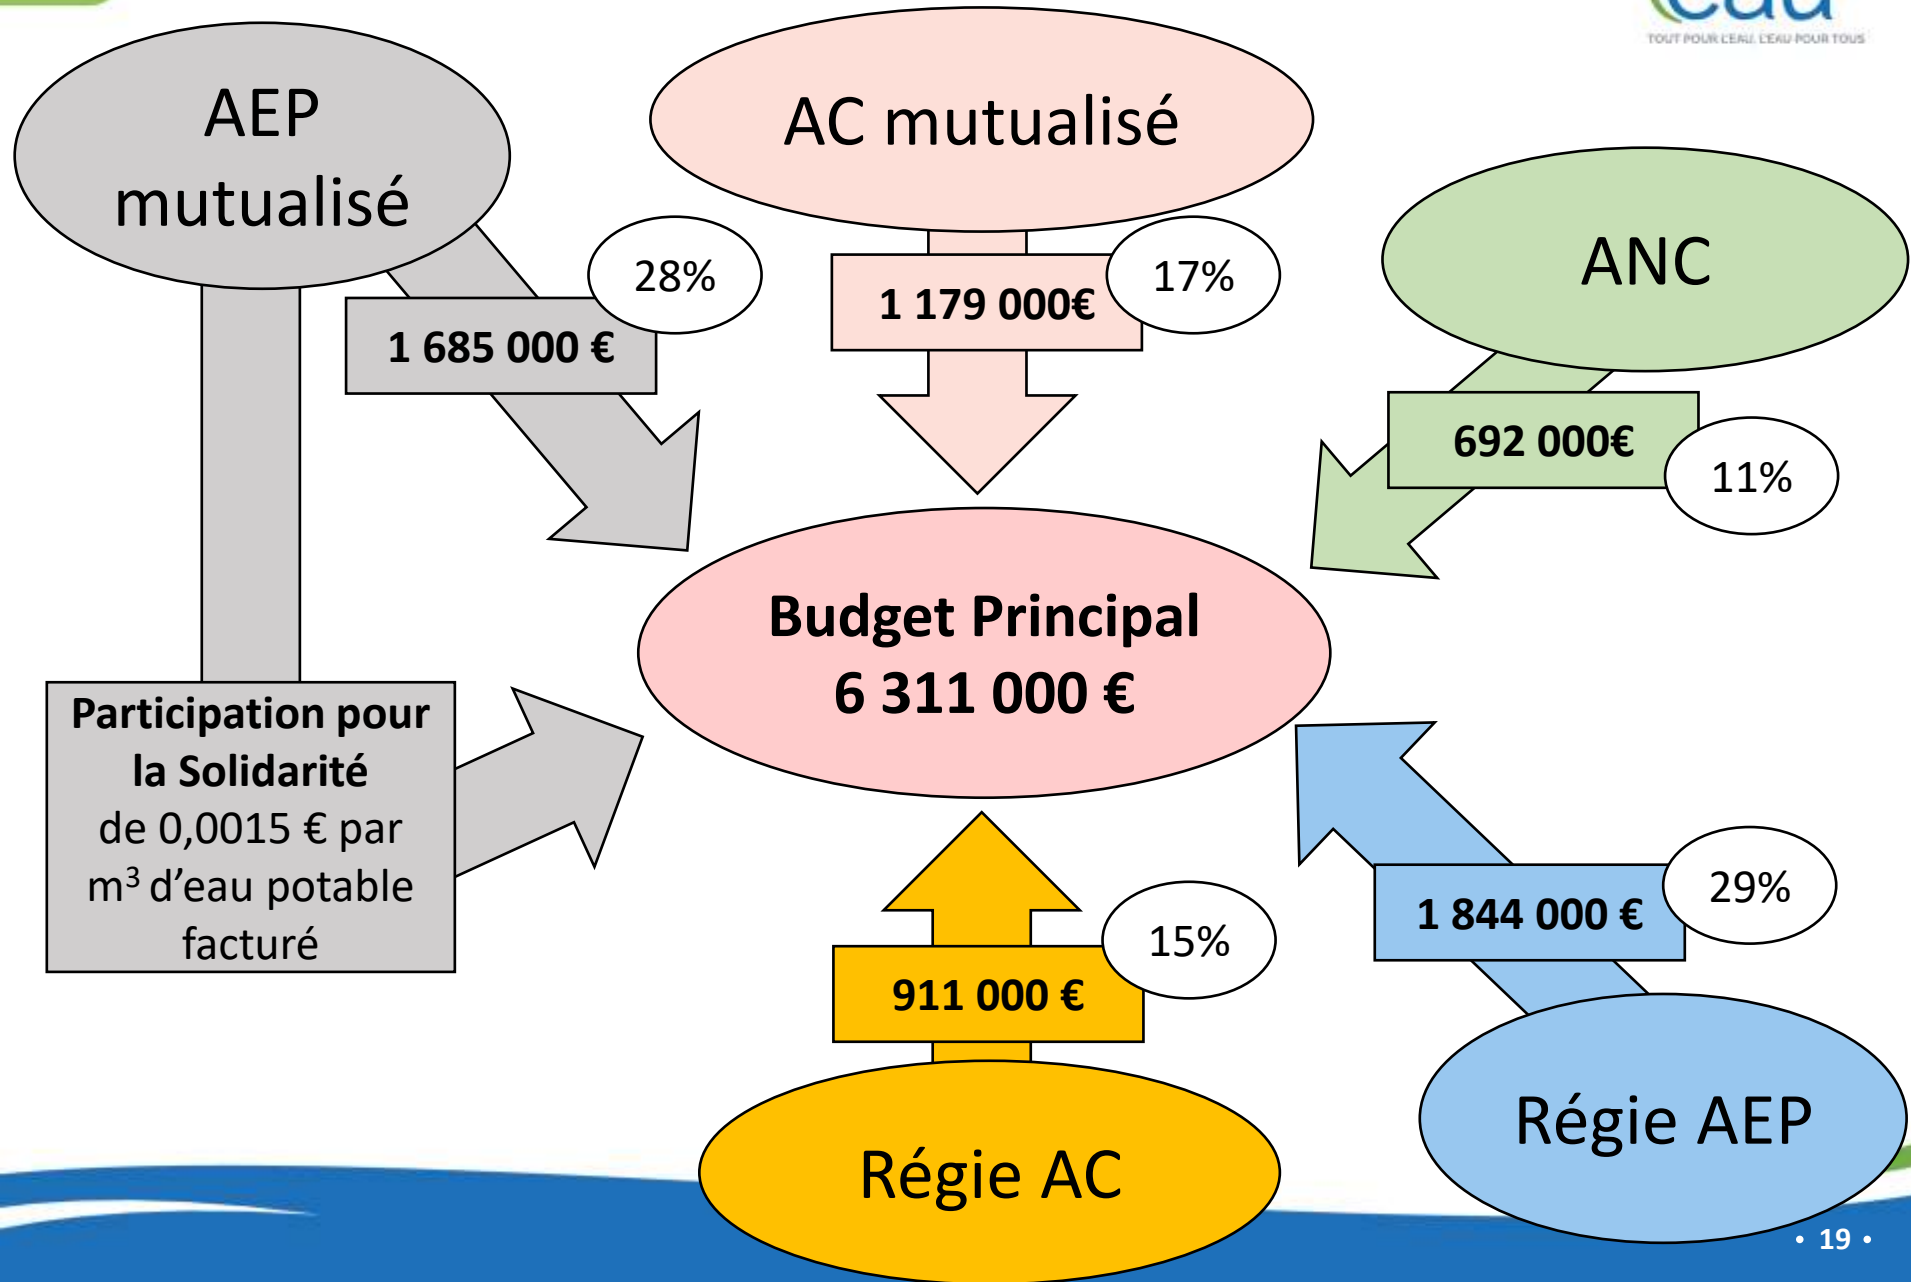 eau
TOUT POUR L'EAU, L'EAU POUR TOUS
AEP
mutualisé
AC mutualisé
ANC
28%
1 685 000 €
17%
1 179 000€
692 000€
11%
Budget Principal
6 311 000 €
Participation pour
la Solidarité
de 0,0015 € par
m³ d'eau potable
facturé
15%
911 000 €
29%
1 844 000 €
Régie AC
Régie AEP
• 19 •